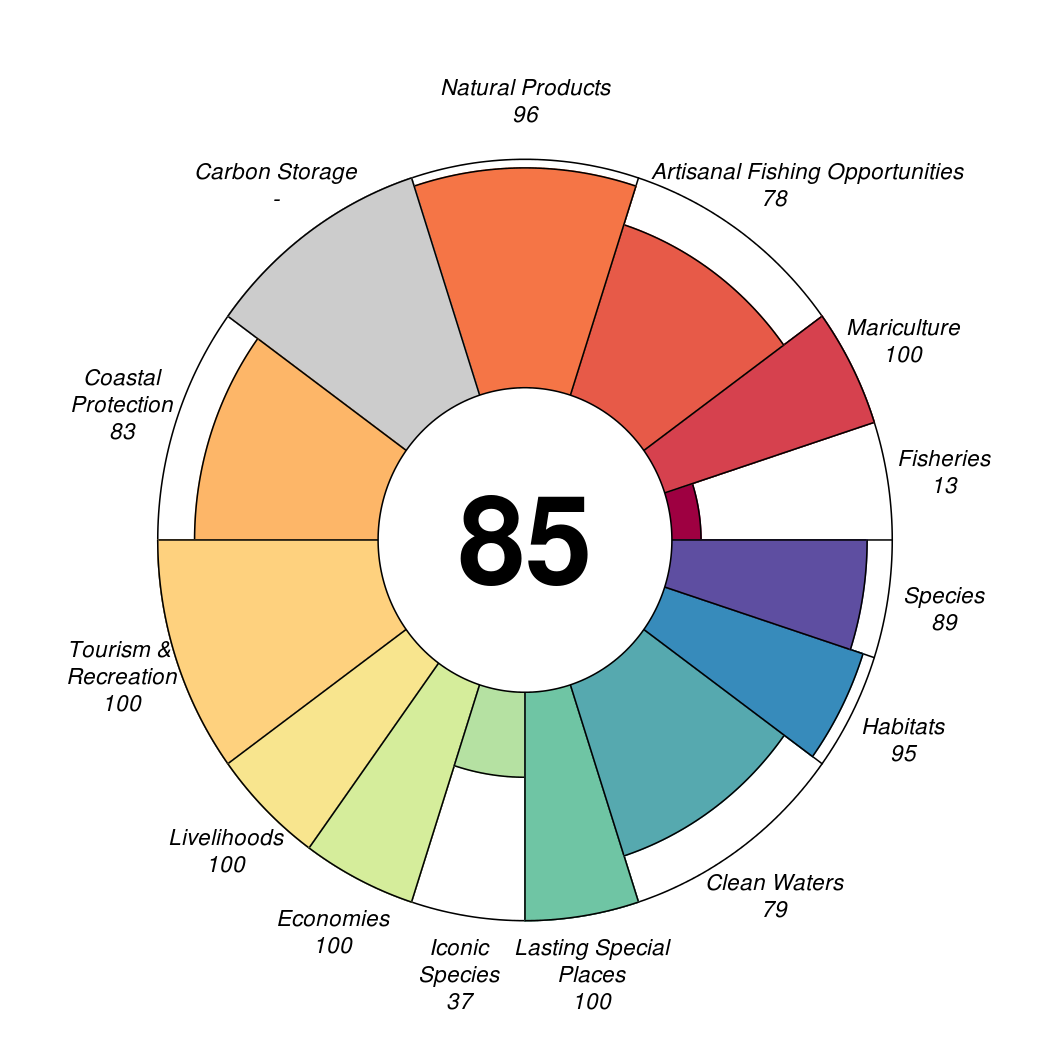 Natural Products
96
Carbon Storage
-
Artisanal Fishing Opportunities
78
Mariculture
100
Coastal
Protection
83
Fisheries
13
85
Species
89
Tourism &
Recreation
100
Habitats
95
Livelihoods
100
Clean Waters
79
Economies
100
Iconic
Species
37
Lasting Special
Places
100